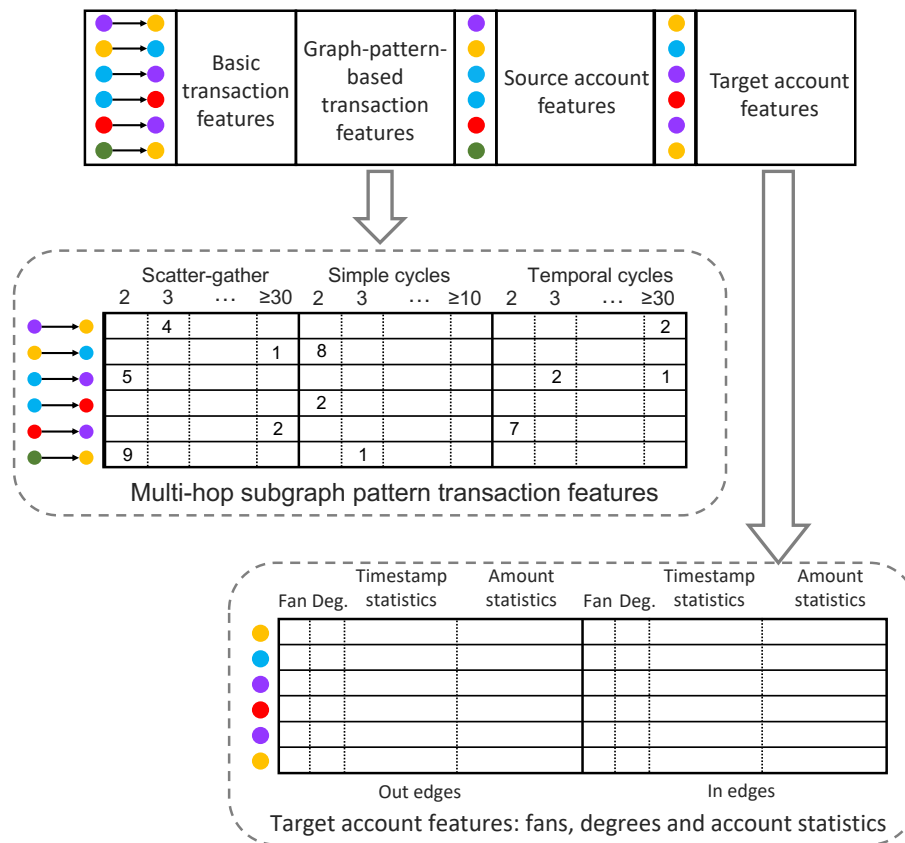 Basic
transaction
features
Graph-pattern-
based
transaction
features
Source account
features
Target account
features
Scatter-gather Simple cycles Temporal cycles
2 3 ... ≥30 2 3 ... ≥10 2 3 ... ≥30
4 2
1 8
5 2 1
2
2 7
9 1
Multi-hop subgraph pattern transaction features
Timestamp Amount Timestamp Amount
Fan Deg. statistics statistics Fan Deg. statistics statistics
Out edges In edges
Target account features: fans, degrees and account statistics